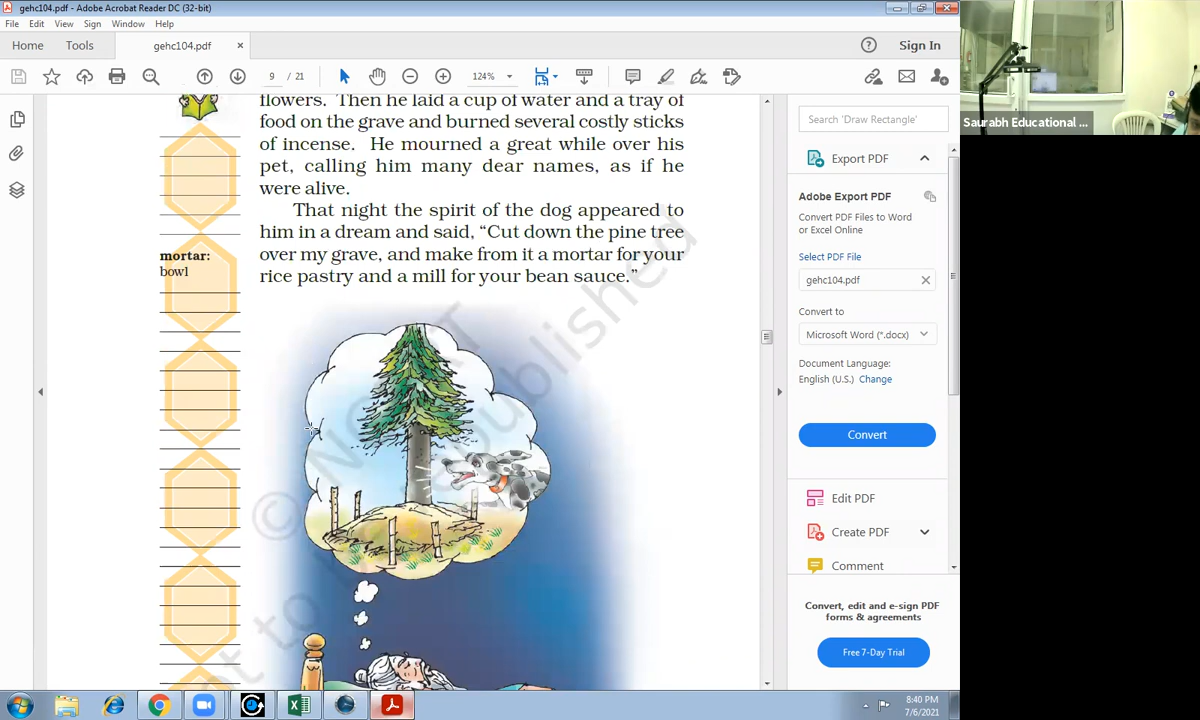 gehc104.pdf - Adobe Acrobat Reader DC (32-bit)
File Edit View Sign Window Help
Home Tools gehc104.pdf × Sign In
9 / 21 124%
flowers. Then he laid a cup of water and a tray of
food on the grave and burned several costly sticks
of incense. He mourned a great while over his
pet, calling him many dear names, as if he
were alive.
That night the spirit of the dog appeared to
him in a dream and said, “Cut down the pine tree
over my grave, and make from it a mortar for your
rice pastry and a mill for your bean sauce.”
mortar:
bowl
© NCERT
not to be republished
Search 'Draw Rectangle'
Export PDF
Adobe Export PDF
Convert PDF Files to Word
or Excel Online
Select PDF File
gehc104.pdf
Convert to
Microsoft Word (*.docx)
Document Language:
English (U.S.) Change
Convert
Edit PDF
Create PDF
Comment
Convert, edit and e-sign PDF
forms & agreements
Free 7-Day Trial
Saurabh Educational ...
8:40 PM
7/6/2021